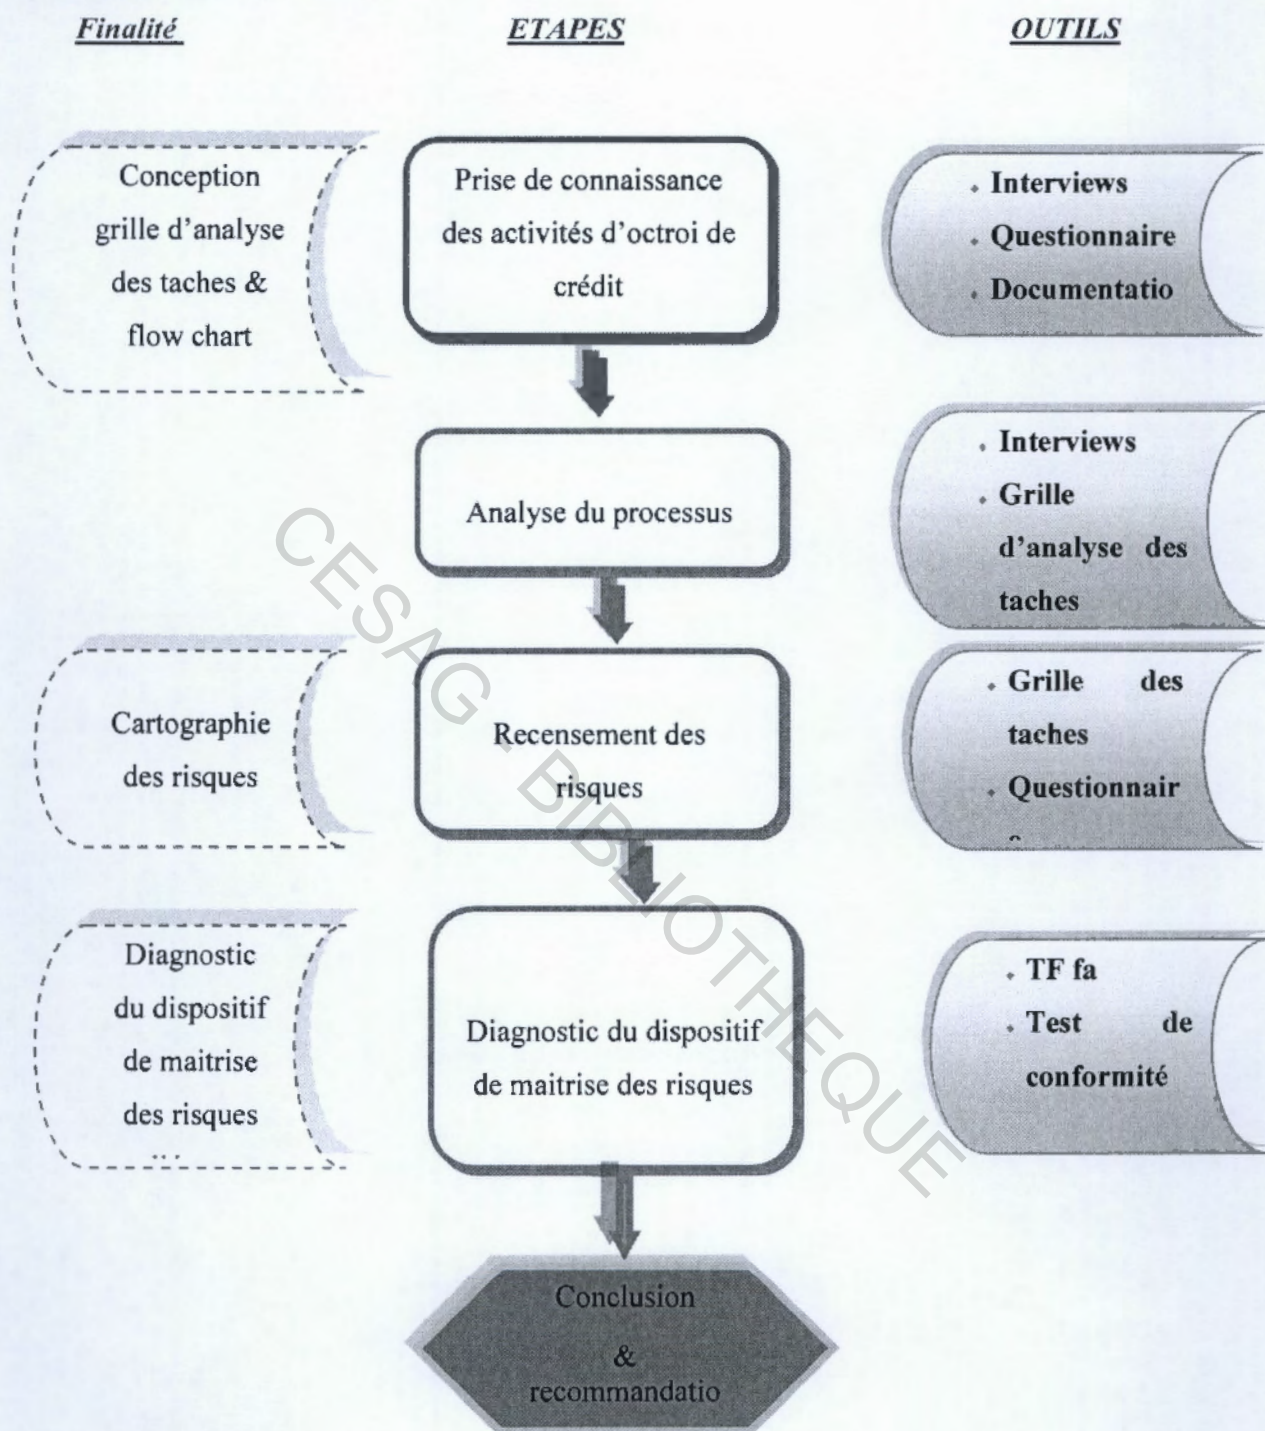 Finalité ETAPES OUTILS
Conception
grille d'analyse
des taches &
flow chart
Prise de connaissance
des activités d'octroi de
crédit
• Interviews
• Questionnaire
• Documentatio
Analyse du processus
• Interviews
• Grille
d'analyse des
taches
Cartographie
des risques
Recensement des
risques
• Grille des
taches
• Questionnair
Diagnostic
du dispositif
de maitrise
des risques
...
Diagnostic du dispositif
de maitrise des risques
• TF fa
• Test de
conformité
Conclusion
&
recommandatio
CESAG - BIBLIOTHEQUE